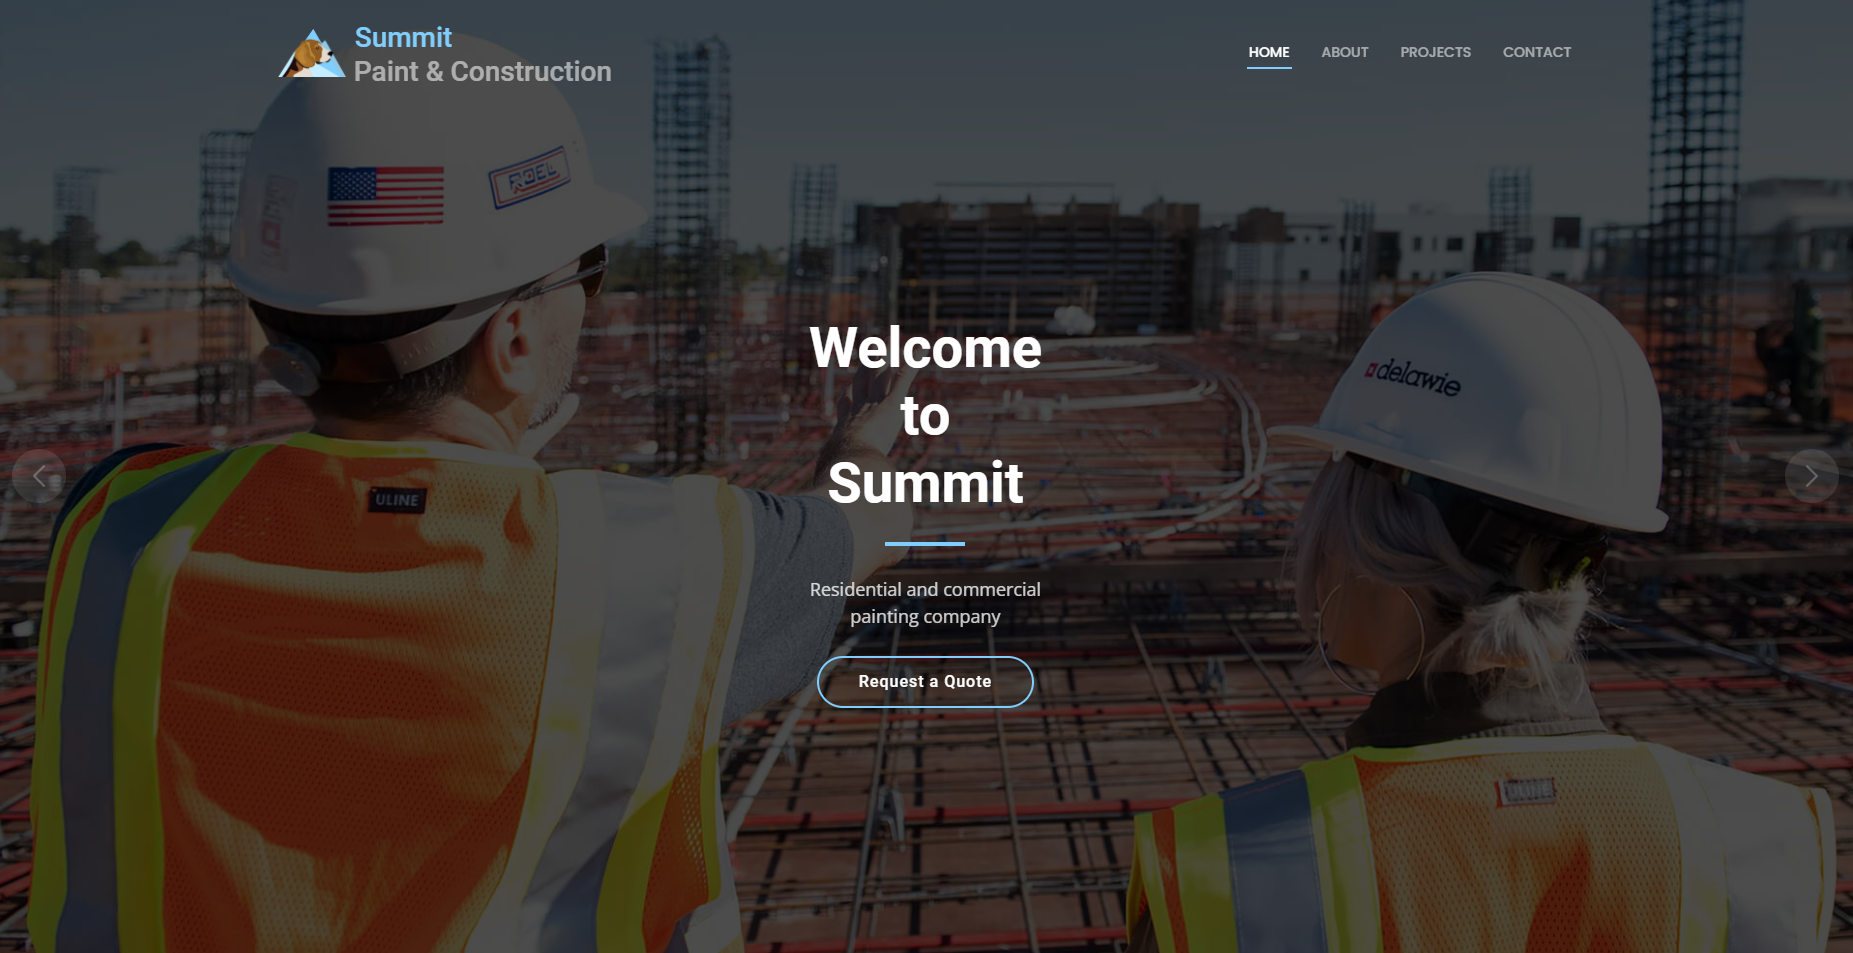 Summit
Paint & Construction
HOME ABOUT PROJECTS CONTACT
ROEL
delawie
Welcome
to
Summit
ULINE
Residential and commercial
painting company
Request a Quote
ULINE